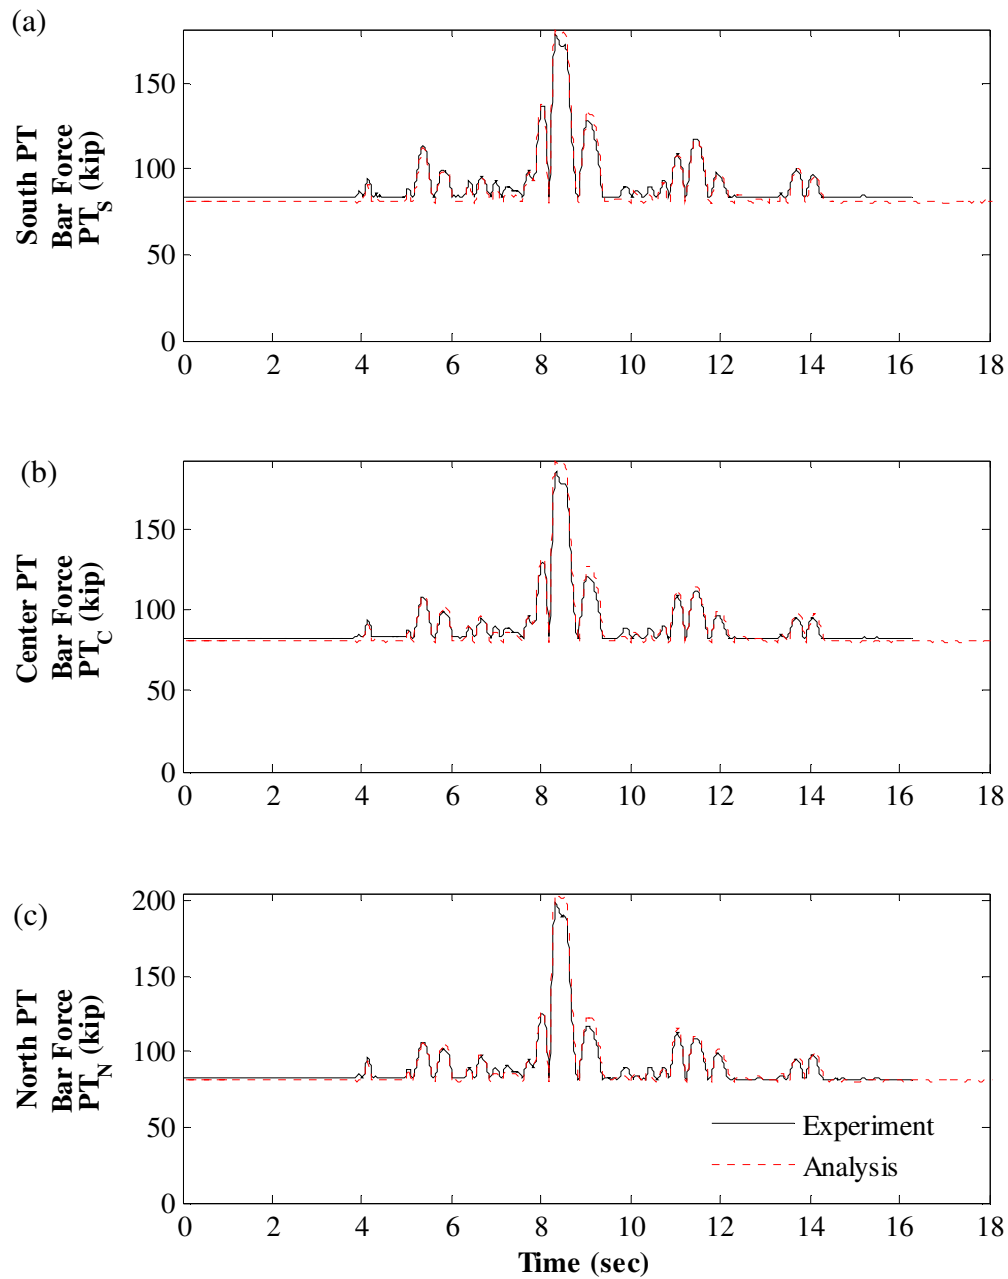 (a)
South PT
Bar Force
PT_S (kip)
150
100
50
0
0 2 4 6 8 10 12 14 16 18
(b)
Center PT
Bar Force
PT_C (kip)
150
100
50
0
0 2 4 6 8 10 12 14 16 18
(c)
North PT
Bar Force
PT_N (kip)
200
150
100
50
0
Experiment
Analysis
0 2 4 6 8 10 12 14 16 18
Time (sec)